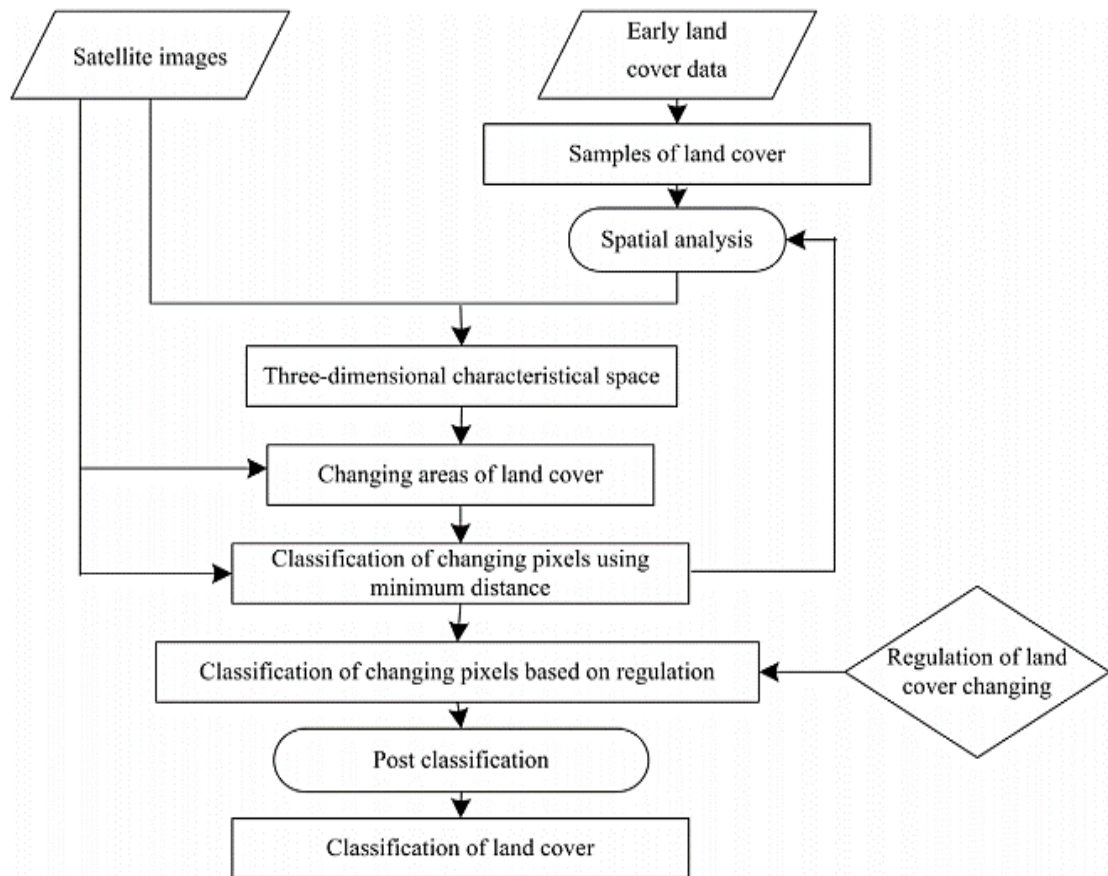 Satellite images
Early land
cover data
Samples of land cover
Spatial analysis
Three-dimensional characteristical space
Changing areas of land cover
Classification of changing pixels using
minimum distance
Classification of changing pixels based on regulation
Regulation of land
cover changing
Post classification
Classification of land cover